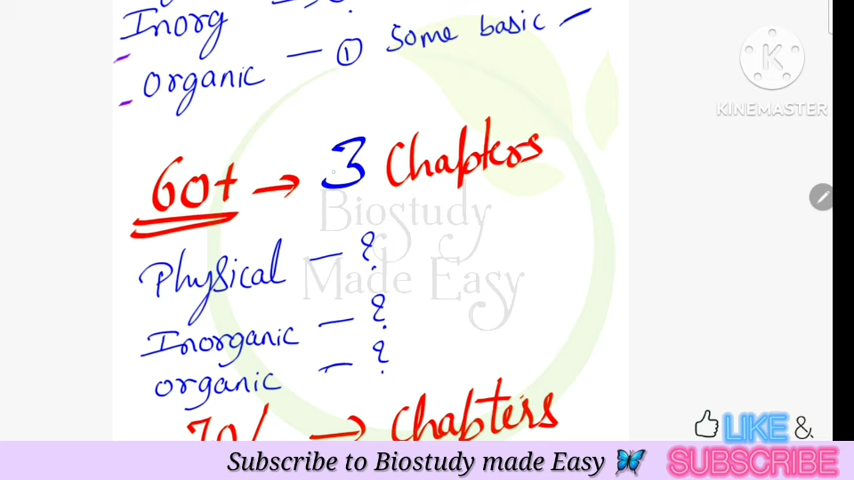 Inorg
organic — ① Some basic —
KINEMASTER
60+ → 3 Chapters
Biostudy
Made Easy
Physical — ?
Inorganic — ?
organic — ?
→ Chapters
LIKE &
Subscribe to Biostudy made Easy 🦋 SUBSCRIBE